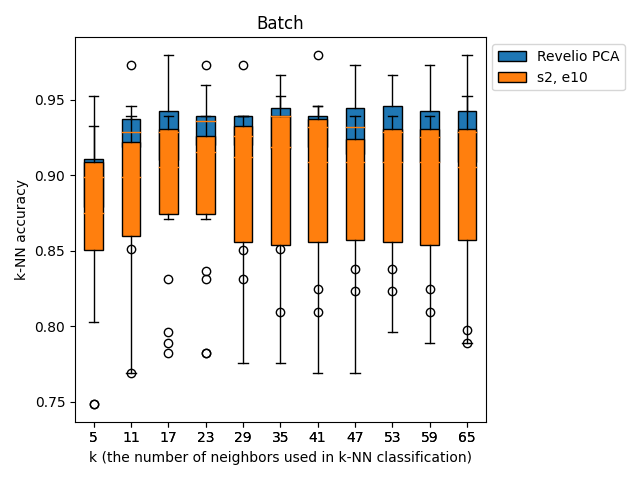 Batch
Revelio PCA
s2, e10
0.95
0.90
0.85
0.80
0.75
k-NN accuracy
5 11 17 23 29 35 41 47 53 59 65
k (the number of neighbors used in k-NN classification)